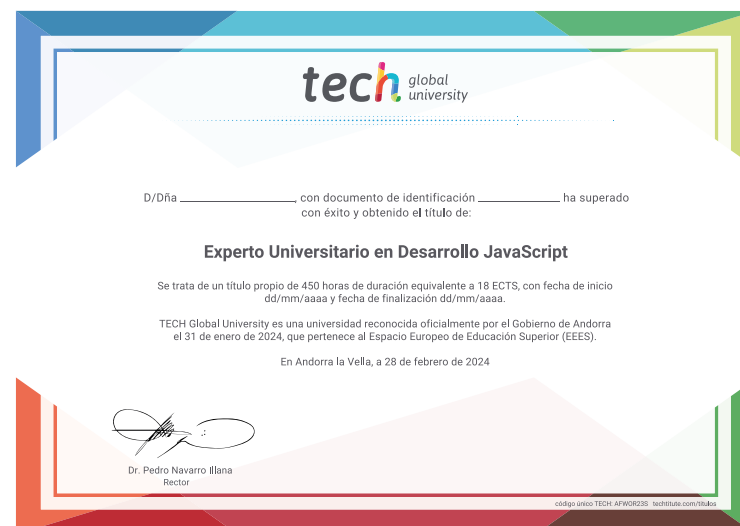 tech global university
D/Dña ____________________, con documento de identificación ______________ ha superado
con éxito y obtenido el título de:
Experto Universitario en Desarrollo JavaScript
Se trata de un título propio de 450 horas de duración equivalente a 18 ECTS, con fecha de inicio
dd/mm/aaaa y fecha de finalización dd/mm/aaaa.
TECH Global University es una universidad reconocida oficialmente por el Gobierno de Andorra
el 31 de enero de 2024, que pertenece al Espacio Europeo de Educación Superior (EEES).
En Andorra la Vella, a 28 de febrero de 2024
Dr. Pedro Navarro Illana
Rector
código único TECH: AFWOR23S techtitute.com/titulos